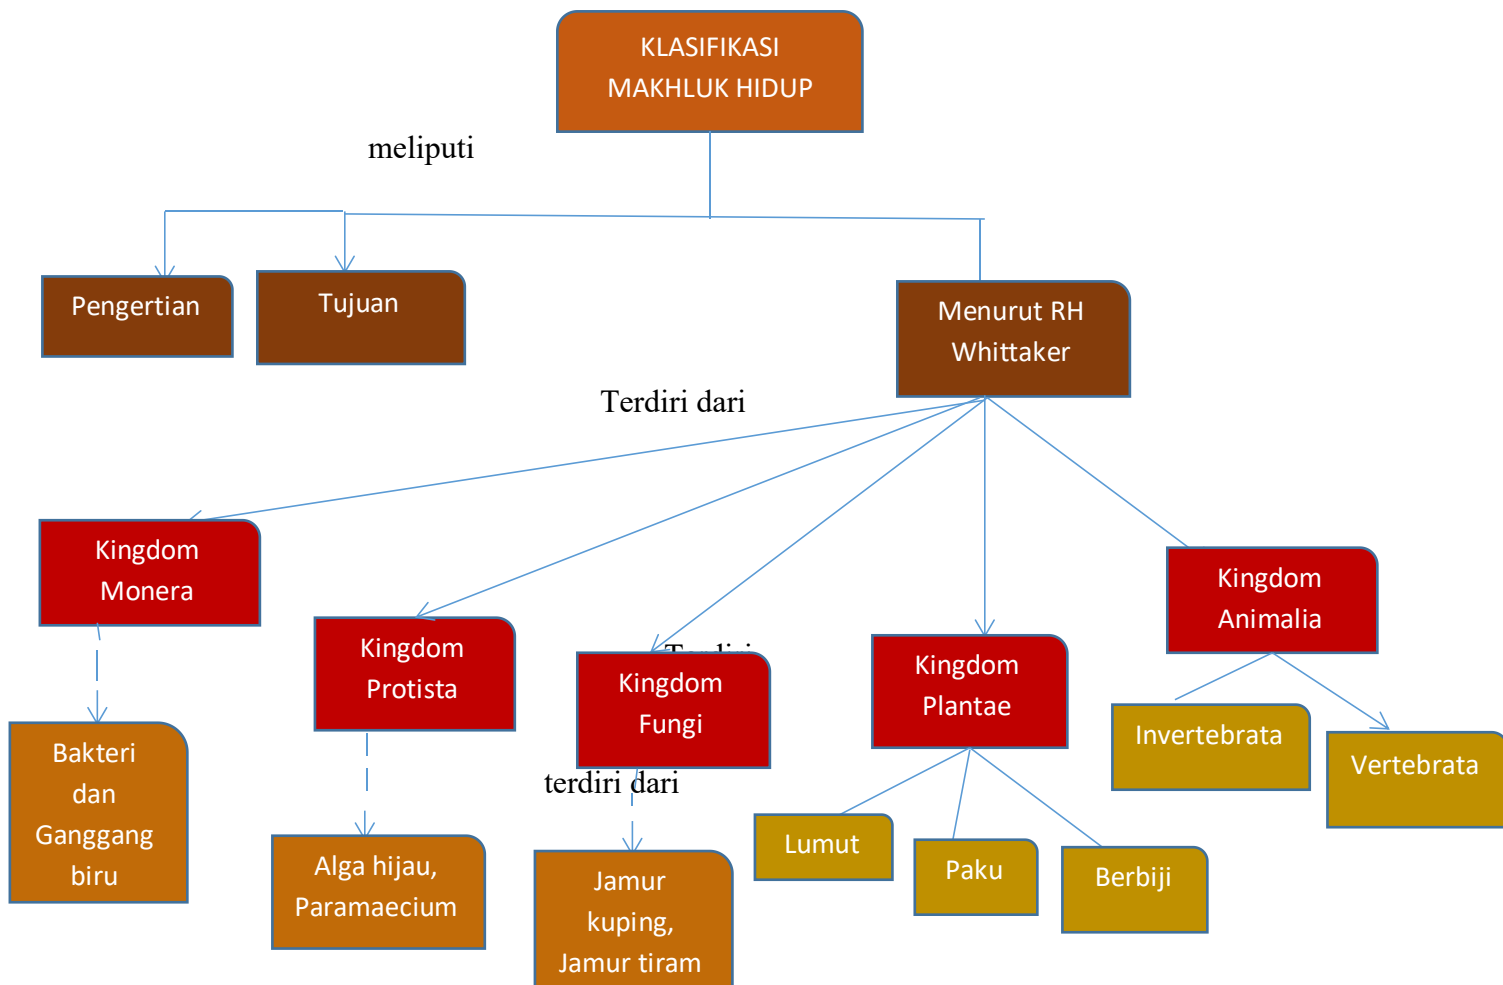 KLASIFIKASI
MAKHLUK HIDUP
meliputi
Pengertian
Tujuan
Menurut RH
Whittaker
Terdiri dari
Kingdom
Monera
Kingdom
Protista
Terdiri
Kingdom
Fungi
Kingdom
Plantae
Kingdom
Animalia
Invertebrata
Vertebrata
terdiri dari
Bakteri
dan
Ganggang
biru
Alga hijau,
Paramaecium
Jamur
kuping,
Jamur tiram
Lumut
Paku
Berbiji